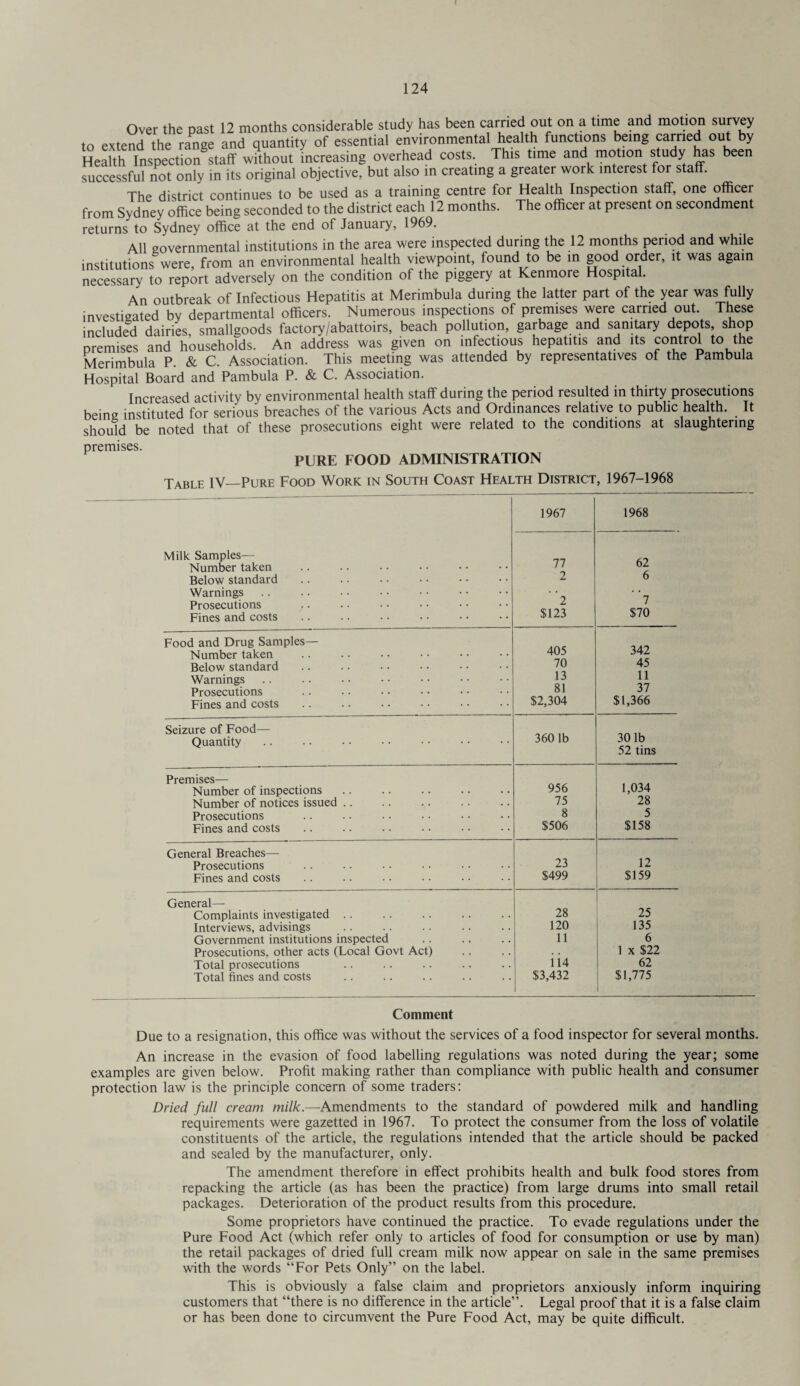 124
Over the past 12 months considerable study has been carried out on a time and motion survey
to extend the range and quantity of essential environmental health functions being carried out by
Health Inspection staff without increasing overhead costs. This time and motion study has been
successful not only in its original objective, but also in creating a greater work interest for staff.
The district continues to be used as a training centre for Health Inspection staff, one officer
from Sydney office being seconded to the district each 12 months. The officer at present on secondment
returns to Sydney office at the end of January, 1969.
All governmental institutions in the area were inspected during the 12 months period and while
institutions were, from an environmental health viewpoint, found to be in good order, it was again
necessary to report adversely on the condition of the piggery at Kenmore Hospital.
An outbreak of Infectious Hepatitis at Merimbula during the latter part of the year was fully
investigated by departmental officers. Numerous inspections of premises were carried out. These
included dairies, smallgoods factory/abattoirs, beach pollution, garbage and sanitary depots, shop
premises and households. An address was given on infectious hepatitis and its control to the
Merimbula P. & C. Association. This meeting was attended by representatives of the Pambula
Hospital Board and Pambula P. & C. Association.
Increased activity by environmental health staff during the period resulted in thirty prosecutions
being instituted for serious breaches of the various Acts and Ordinances relative to public health. It
should be noted that of these prosecutions eight were related to the conditions at slaughtering
premises.
PURE FOOD ADMINISTRATION
Table IV—Pure Food Work in South Coast Health District, 1967–1968
1967 1968
Milk Samples—
Number taken .. .. .. .. .. .. 77 62
Below standard .. .. .. .. .. .. 2 6
Warnings .. .. .. .. .. .. .. .. ..
Prosecutions .. .. .. .. .. .. 2 7
Fines and costs .. .. .. .. .. .. $123 $70
Food and Drug Samples—
Number taken .. .. .. .. .. .. 405 342
Below standard .. .. .. .. .. .. 70 45
Warnings .. .. .. .. .. .. .. 13 11
Prosecutions .. .. .. .. .. .. 81 37
Fines and costs .. .. .. .. .. .. $2,304 $1,366
Seizure of Food—
Quantity .. .. .. .. .. .. .. 360 lb 30 lb
52 tins
Premises—
Number of inspections .. .. .. .. .. 956 1,034
Number of notices issued .. .. .. .. .. 75 28
Prosecutions .. .. .. .. .. .. 8 5
Fines and costs .. .. .. .. .. .. $506 $158
General Breaches—
Prosecutions .. .. .. .. .. .. 23 12
Fines and costs .. .. .. .. .. .. $499 $159
General—
Complaints investigated .. .. .. .. .. 28 25
Interviews, advisings .. .. .. .. .. 120 135
Government institutions inspected .. .. .. 11 6
Prosecutions, other acts (Local Govt Act) .. .. .. 1 x $22
Total prosecutions .. .. .. .. .. 114 62
Total fines and costs .. .. .. .. .. $3,432 $1,775
Comment
Due to a resignation, this office was without the services of a food inspector for several months.
An increase in the evasion of food labelling regulations was noted during the year; some
examples are given below. Profit making rather than compliance with public health and consumer
protection law is the principle concern of some traders:
Dried full cream milk.—Amendments to the standard of powdered milk and handling
requirements were gazetted in 1967. To protect the consumer from the loss of volatile
constituents of the article, the regulations intended that the article should be packed
and sealed by the manufacturer, only.
The amendment therefore in effect prohibits health and bulk food stores from
repacking the article (as has been the practice) from large drums into small retail
packages. Deterioration of the product results from this procedure.
Some proprietors have continued the practice. To evade regulations under the
Pure Food Act (which refer only to articles of food for consumption or use by man)
the retail packages of dried full cream milk now appear on sale in the same premises
with the words “For Pets Only” on the label.
This is obviously a false claim and proprietors anxiously inform inquiring
customers that “there is no difference in the article”. Legal proof that it is a false claim
or has been done to circumvent the Pure Food Act, may be quite difficult.